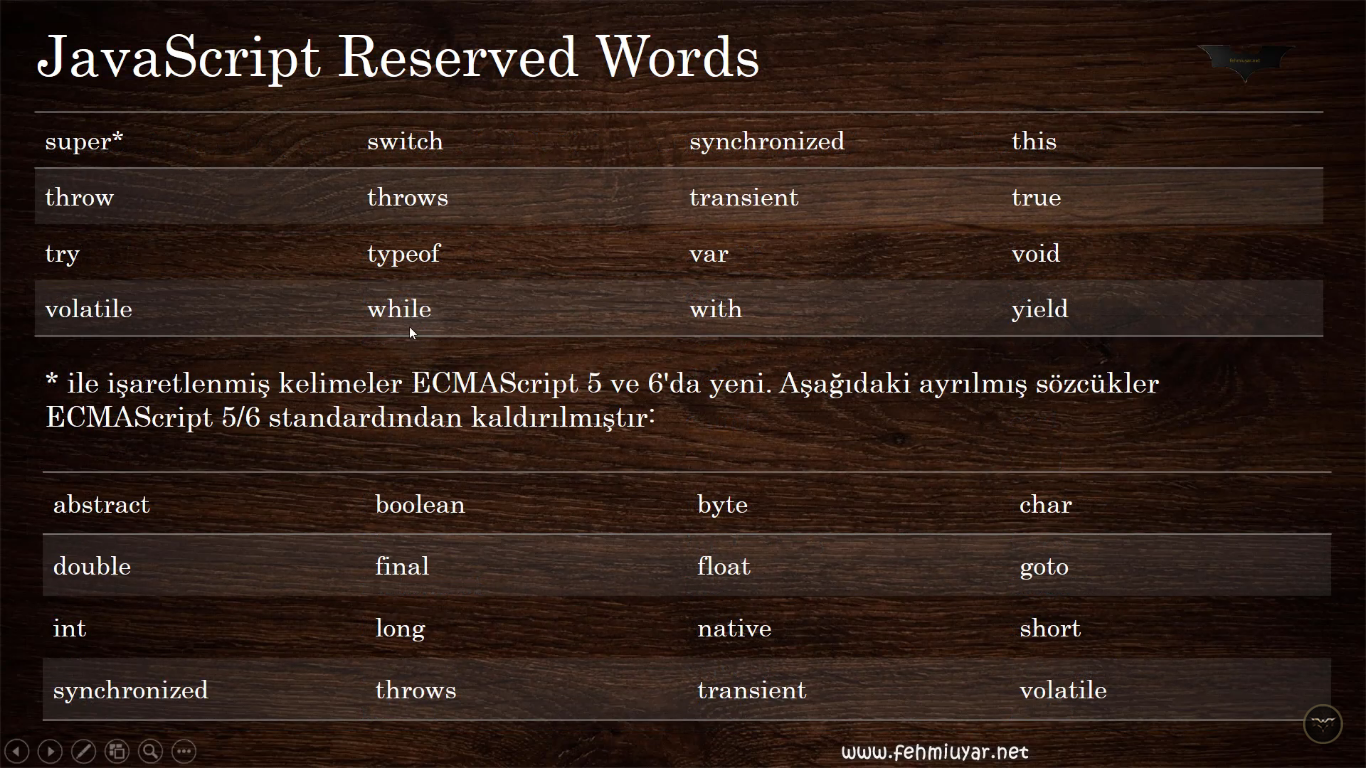 JavaScript Reserved Words
super* switch synchronized this
throw throws transient true
try typeof var void
volatile while with yield
* ile işaretlenmiş kelimeler ECMAScript 5 ve 6'da yeni. Aşağıdaki ayrılmış sözcükler
ECMAScript 5/6 standardından kaldırılmıştır:
abstract boolean byte char
double final float goto
int long native short
synchronized throws transient volatile
www.fehmiuyar.net